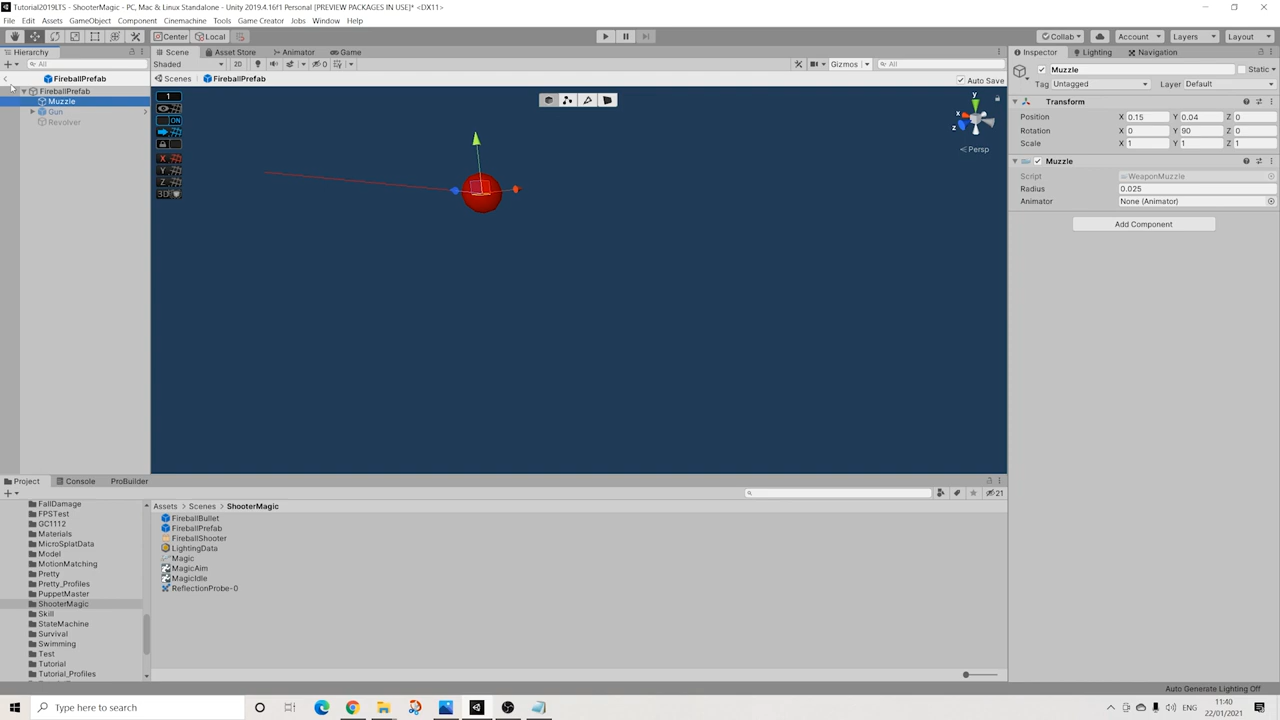 Tutorial2019LTS - ShooterMagic - PC, Mac & Linux Standalone - Unity 2019.4.16f1 Personal [PREVIEW PACKAGES IN USE]* <DX11>
File Edit Assets GameObject Component Cinemachine Tools Game Creator Jobs Window Help
Center Local Collab Account Layers Layout
Hierarchy Scene Asset Store Animator Game Inspector Lighting Navigation
All Shaded 2D 0 Gizmos All Muzzle Static
FireballPrefab Scenes FireballPrefab Auto Save Tag Untagged Layer Default
FireballPrefab
Muzzle
Gun
Revolver
1
ON
X
Y
Z
3D
y
x
z
Persp
Transform
Position X 0.15 Y 0.04 Z 0
Rotation X 0 Y 90 Z 0
Scale X 1 Y 1 Z 1
Muzzle
Script WeaponMuzzle
Radius 0.025
Animator None (Animator)
Add Component
Project Console ProBuilder
21
FallDamage
FPSTest
GC1112
Materials
MicroSplatData
Model
MotionMatching
Pretty
Pretty_Profiles
PuppetMaster
ShooterMagic
Skill
StateMachine
Survival
Swimming
Test
Tutorial
Tutorial_Profiles
Assets Scenes ShooterMagic
FireballBullet
FireballPrefab
FireballShooter
LightingData
Magic
MagicAim
MagicIdle
ReflectionProbe-0
Auto Generate Lighting Off
Type here to search
ENG
11:40
22/01/2021